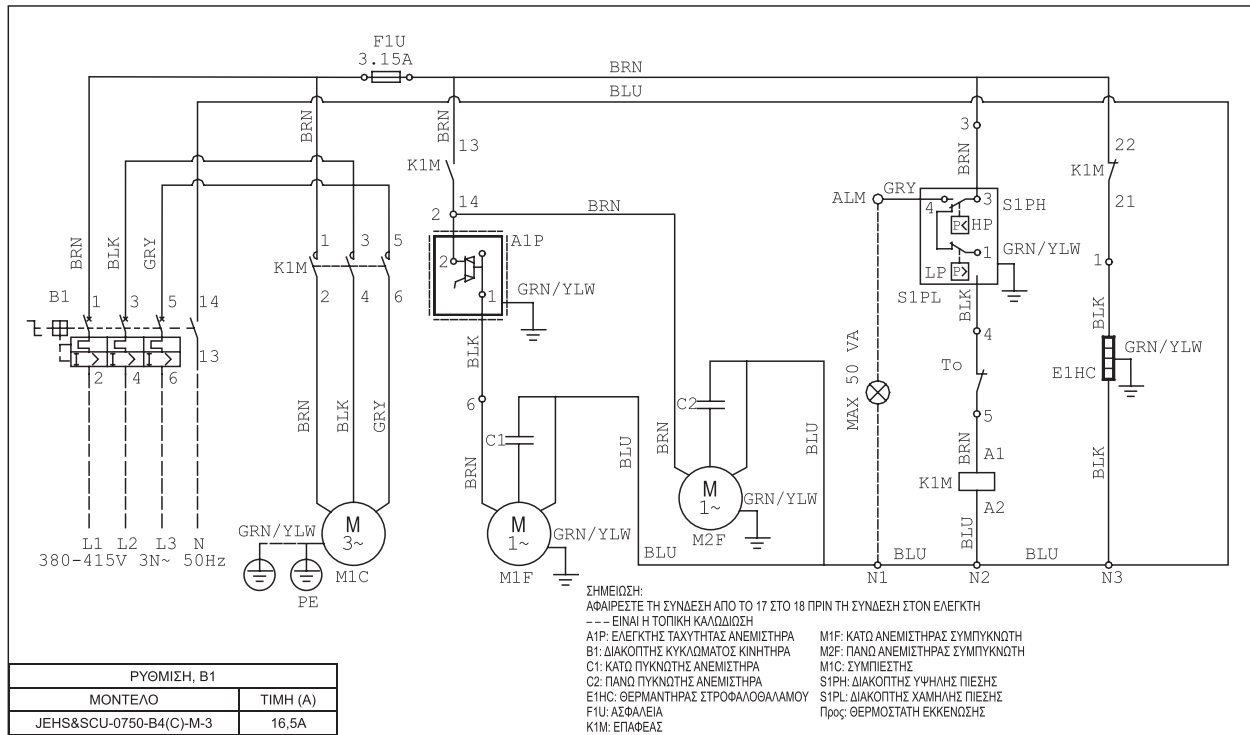 F1U
3.15A
BRN
BLU
BRN
BRN
13
K1M
14
2
BRN
3
BRN
22
K1M
21
ALM
GRY
4
3
S1PH
P<
HP
1
GRN/YLW
LP
P>
S1PL
BLK
4
To
5
BRN
A1
K1M
A2
BLU
1
BLK
GRN/YLW
E1HC
BLK
BRN
BLK
GRY
1
3
5
K1M
2
4
6
A1P
2
1
GRN/YLW
BLK
6
B1
1
3
5
14
13
I>
I>
I>
2
4
6
BRN
BLK
GRY
C1
BRN
BLU
C2
BRN
BLU
MAX 50 VA
M
1~
GRN/YLW
M2F
M
3~
GRN/YLW
M1C
PE
M
1~
GRN/YLW
M1F
L1 L2 L3 N
380-415V 3N~ 50Hz
BLU
BLU
BLU
N1
N2
N3
ΣΗΜΕΙΩΣΗ:
ΑΦΑΙΡΕΣΤΕ ΤΗ ΣΥΝΔΕΣΗ ΑΠΟ ΤΟ 17 ΣΤΟ 18 ΠΡΙΝ ΤΗ ΣΥΝΔΕΣΗ ΣΤΟΝ ΕΛΕΓΚΤΗ
– – – ΕΙΝΑΙ Η ΤΟΠΙΚΗ ΚΑΛΩΔΙΩΣΗ
A1P: ΕΛΕΓΚΤΗΣ ΤΑΧΥΤΗΤΑΣ ΑΝΕΜΙΣΤΗΡΑ
B1: ΔΙΑΚΟΠΤΗΣ ΚΥΚΛΩΜΑΤΟΣ ΚΙΝΗΤΗΡΑ
C1: ΚΑΤΩ ΠΥΚΝΩΤΗΣ ΑΝΕΜΙΣΤΗΡΑ
C2: ΠΑΝΩ ΠΥΚΝΩΤΗΣ ΑΝΕΜΙΣΤΗΡΑ
E1HC: ΘΕΡΜΑΝΤΗΡΑΣ ΣΤΡΟΦΑΛΟΘΑΛΑΜΟΥ
F1U: ΑΣΦΑΛΕΙΑ
K1M: ΕΠΑΦΕΑΣ
M1F: ΚΑΤΩ ΑΝΕΜΙΣΤΗΡΑΣ ΣΥΜΠΥΚΝΩΤΗ
M2F: ΠΑΝΩ ΑΝΕΜΙΣΤΗΡΑΣ ΣΥΜΠΥΚΝΩΤΗ
M1C: ΣΥΜΠΙΕΣΤΗΣ
S1PH: ΔΙΑΚΟΠΤΗΣ ΥΨΗΛΗΣ ΠΙΕΣΗΣ
S1PL: ΔΙΑΚΟΠΤΗΣ ΧΑΜΗΛΗΣ ΠΙΕΣΗΣ
Προς: ΘΕΡΜΟΣΤΑΤΗ ΕΚΚΕΝΩΣΗΣ
ΡΥΘΜΙΣΗ, B1
ΜΟΝΤΕΛΟ ΤΙΜΗ (A)
JEHS&SCU-0750-B4(C)-M-3 16,5A